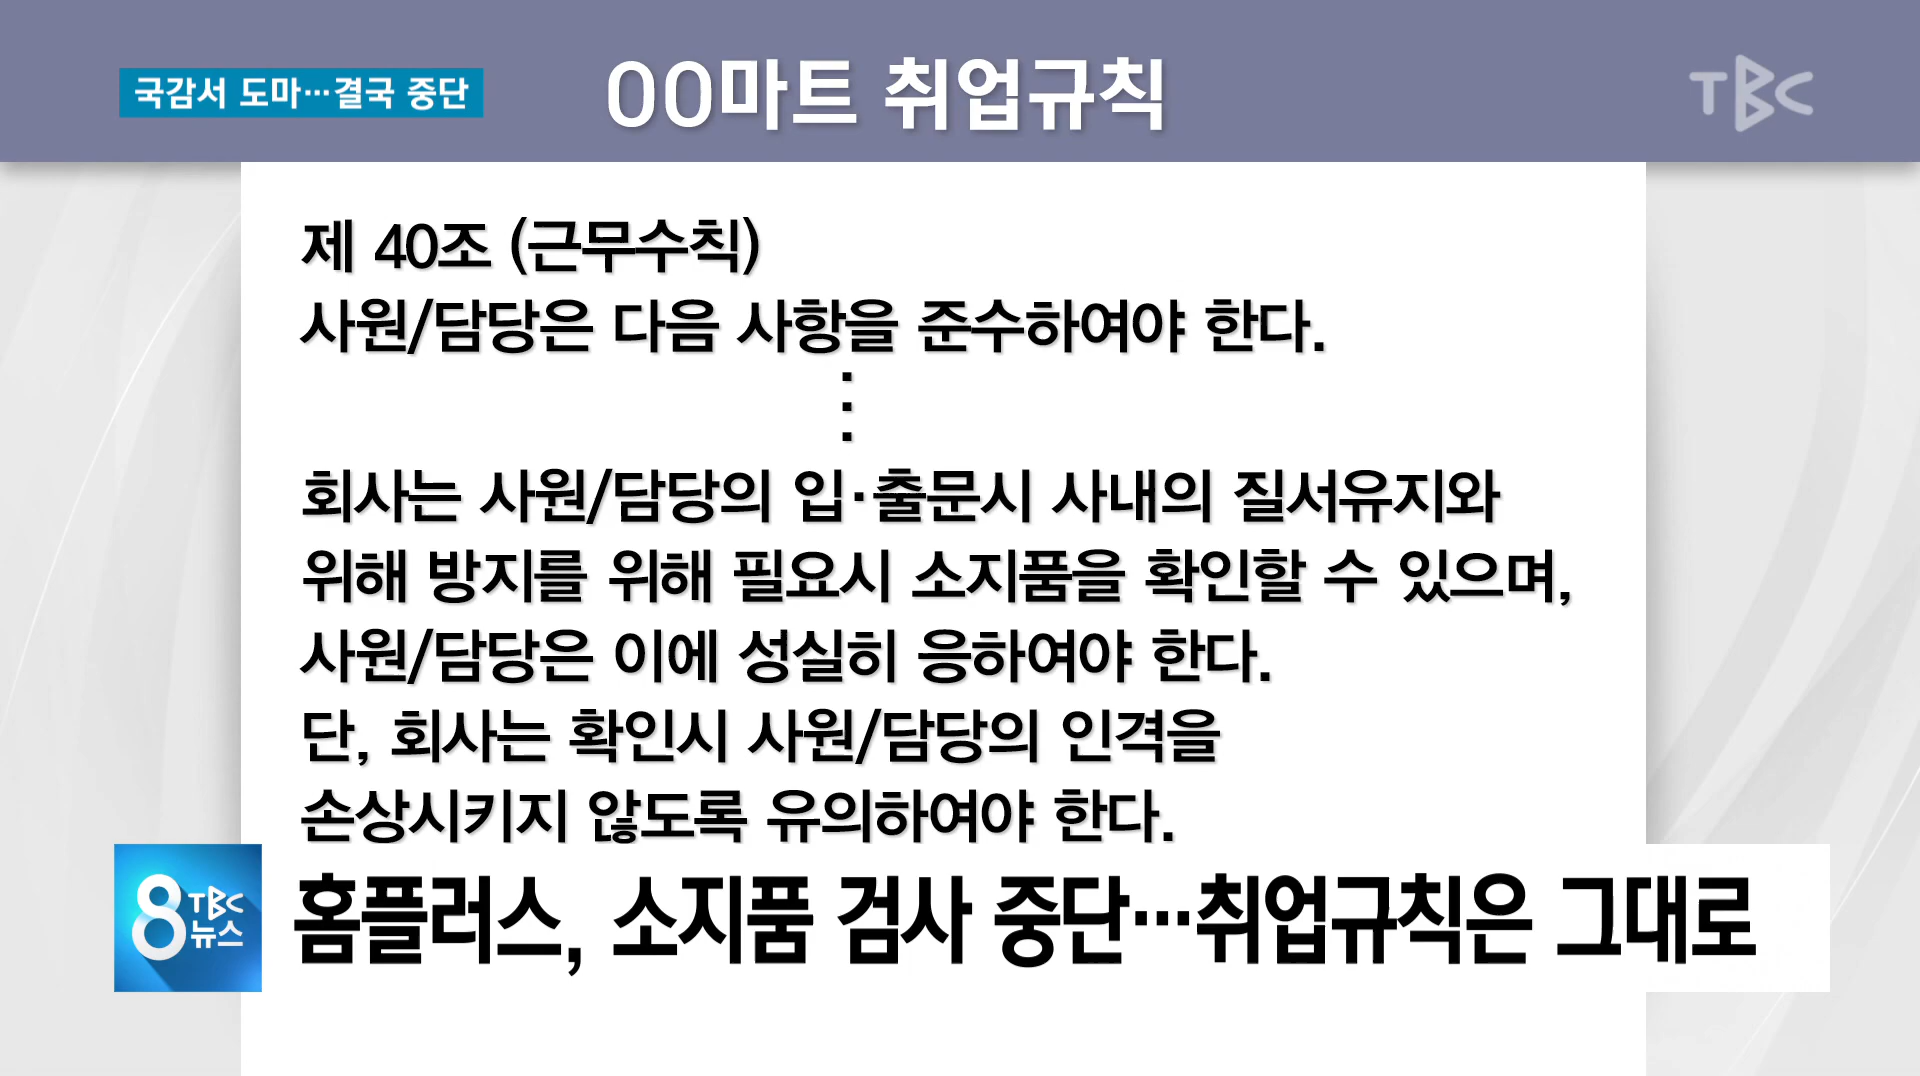 국감서 도마…결국 중단
00마트 취업규칙
TBC
제 40조 (근무수칙)
사원/담당은 다음 사항을 준수하여야 한다.
⋮
회사는 사원/담당의 입·출문시 사내의 질서유지와
위해 방지를 위해 필요시 소지품을 확인할 수 있으며,
사원/담당은 이에 성실히 응하여야 한다.
단, 회사는 확인시 사원/담당의 인격을
손상시키지 않도록 유의하여야 한다.
8 TBC 뉴스
홈플러스, 소지품 검사 중단…취업규칙은 그대로